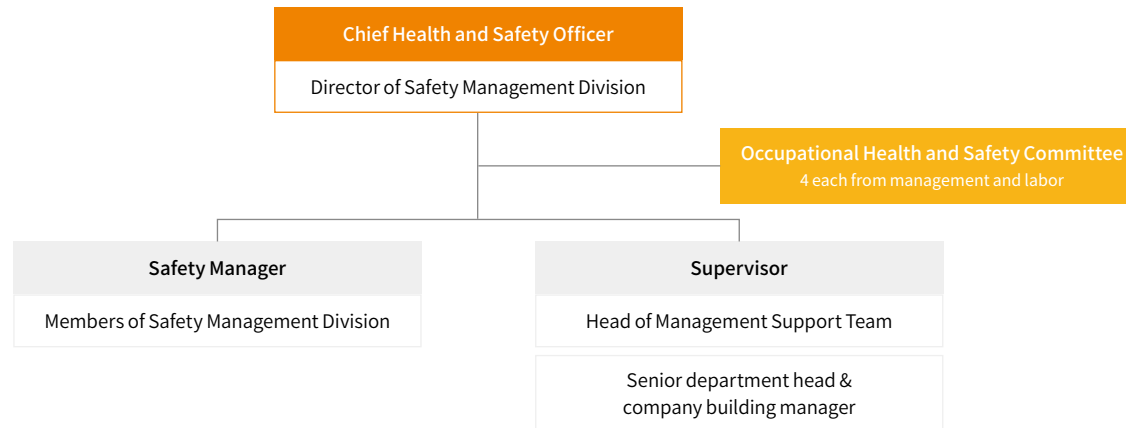 Chief Health and Safety Officer
Director of Safety Management Division
Occupational Health and Safety Committee
4 each from management and labor
Safety Manager
Members of Safety Management Division
Supervisor
Head of Management Support Team
Senior department head &
company building manager